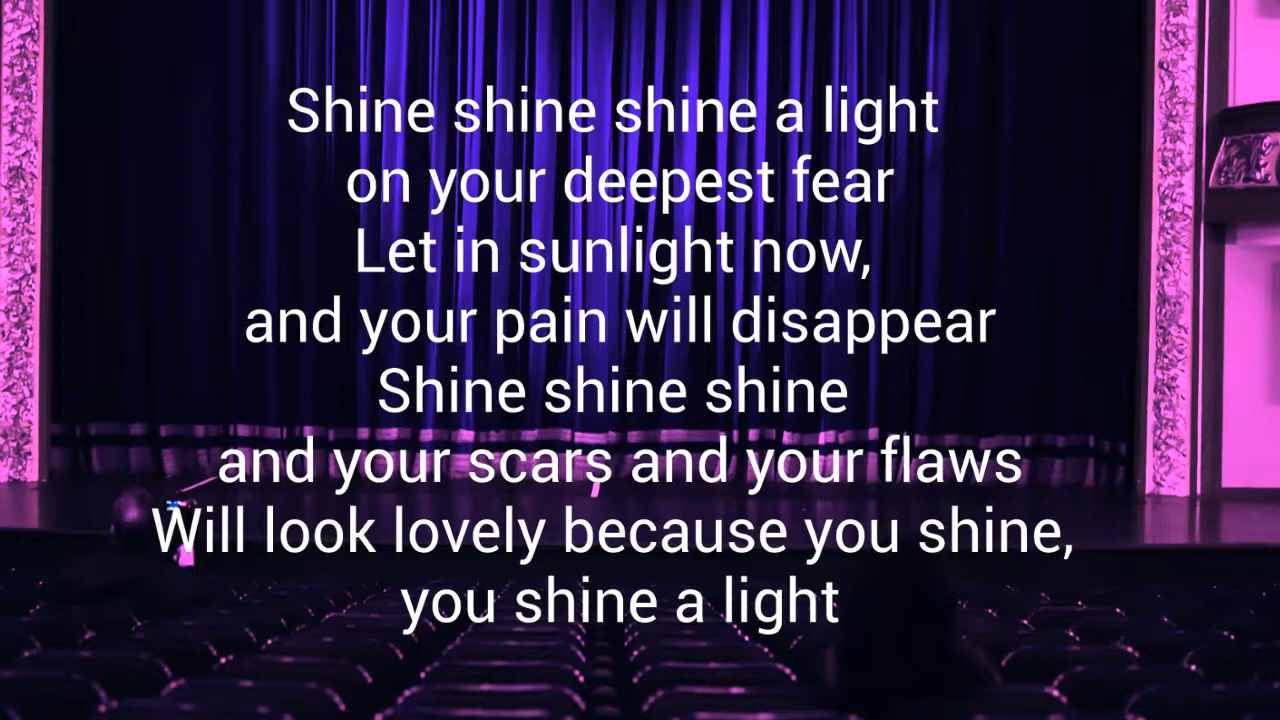 Shine shine shine a light
on your deepest fear
Let in sunlight now,
and your pain will disappear
Shine shine shine
and your scars and your flaws
Will look lovely because you shine,
you shine a light